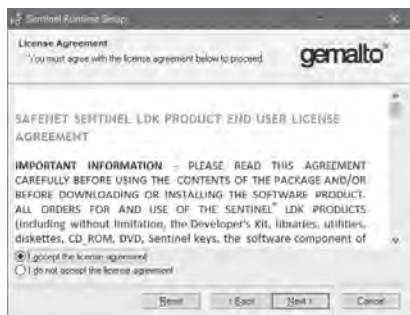 Sentinel Runtime Setup
License Agreement
You must agree with the license agreement below to proceed.
gemalto
SAFENET SENTINEL LDK PRODUCT END USER LICENSE
AGREEMENT
IMPORTANT INFORMATION - PLEASE READ THIS AGREEMENT
CAREFULLY BEFORE USING THE CONTENTS OF THE PACKAGE AND/OR
BEFORE DOWNLOADING OR INSTALLING THE SOFTWARE PRODUCT.
ALL ORDERS FOR AND USE OF THE SENTINEL® LDK PRODUCTS
(including without limitation, the Developer's Kit, libraries, utilities,
diskettes, CD_ROM, DVD, Sentinel keys, the software component of
I accept the license agreement
I do not accept the license agreement
Reset < Back Next > Cancel